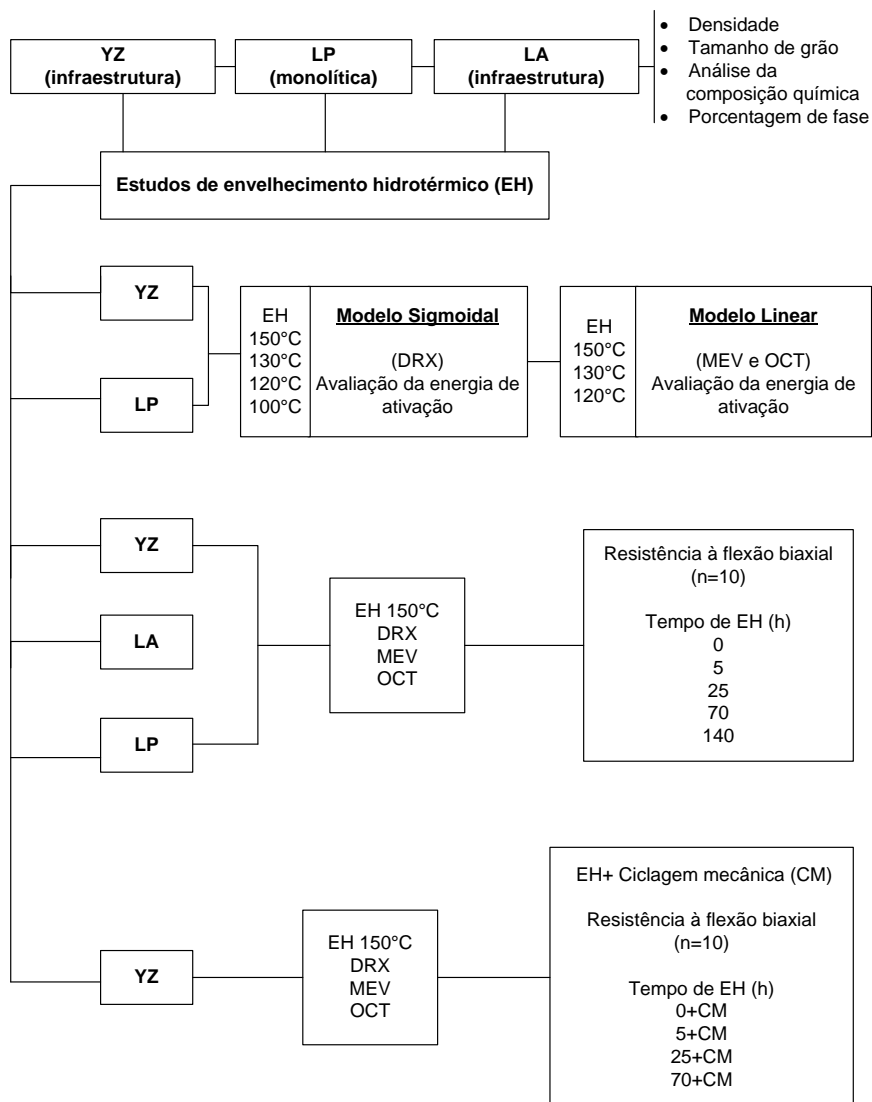 YZ
(infraestrutura)
LP
(monolítica)
LA
(infraestrutura)
• Densidade
• Tamanho de grão
• Análise da
composição química
• Porcentagem de fase
Estudos de envelhecimento hidrotérmico (EH)
YZ
LP
EH
150°C
130°C
120°C
100°C
Modelo Sigmoidal
(DRX)
Avaliação da energia de
ativação
EH
150°C
130°C
120°C
Modelo Linear
(MEV e OCT)
Avaliação da energia de
ativação
YZ
LA
LP
EH 150°C
DRX
MEV
OCT
Resistência à flexão biaxial
(n=10)
Tempo de EH (h)
0
5
25
70
140
YZ
EH 150°C
DRX
MEV
OCT
EH+ Ciclagem mecânica (CM)
Resistência à flexão biaxial
(n=10)
Tempo de EH (h)
0+CM
5+CM
25+CM
70+CM